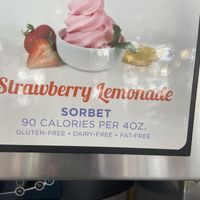 Strawberry Lemonade
SORBET
90 CALORIES PER 4OZ.
GLUTEN-FREE • DAIRY-FREE • FAT-FREE